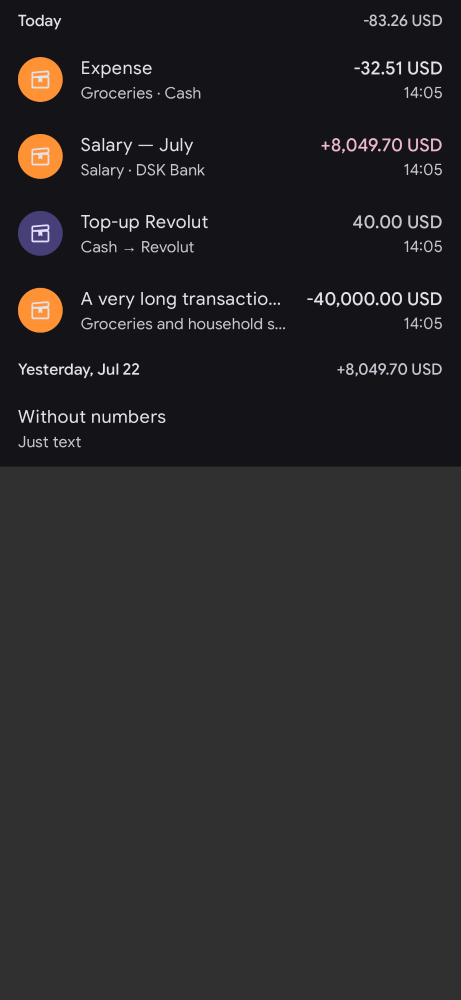 Today -83.26 USD
Expense -32.51 USD
Groceries · Cash 14:05
Salary — July +8,049.70 USD
Salary · DSK Bank 14:05
Top-up Revolut 40.00 USD
Cash → Revolut 14:05
A very long transactio... -40,000.00 USD
Groceries and household s... 14:05
Yesterday, Jul 22 +8,049.70 USD
Without numbers
Just text